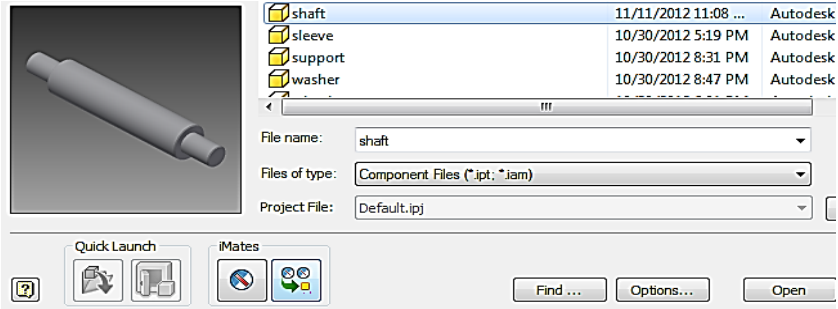 shaft 11/11/2012 11:08 ... Autodesk
sleeve 10/30/2012 5:19 PM Autodesk
support 10/30/2012 8:31 PM Autodesk
washer 10/30/2012 8:47 PM Autodesk
File name: shaft
Files of type: Component Files (*.ipt; *.iam)
Project File: Default.ipj
Quick Launch iMates
Find ... Options... Open